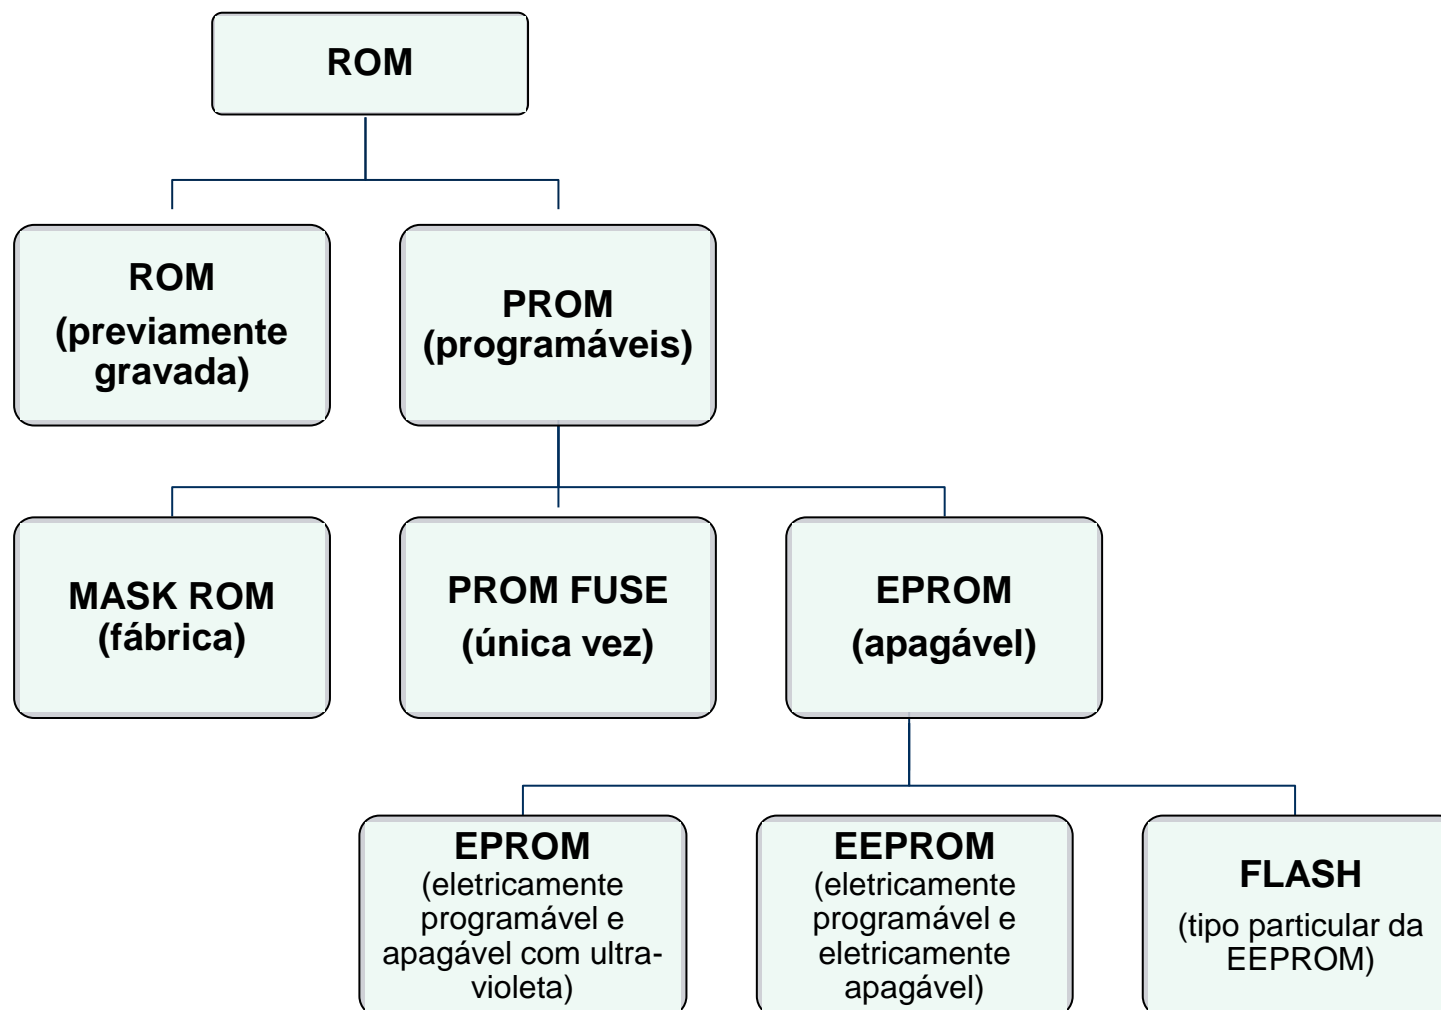 ROM
ROM
(previamente
gravada)
PROM
(programáveis)
MASK ROM
(fábrica)
PROM FUSE
(única vez)
EPROM
(apagável)
EPROM
(eletricamente
programável e
apagável com ultra-
violeta)
EEPROM
(eletricamente
programável e
eletricamente
apagável)
FLASH
(tipo particular da
EEPROM)